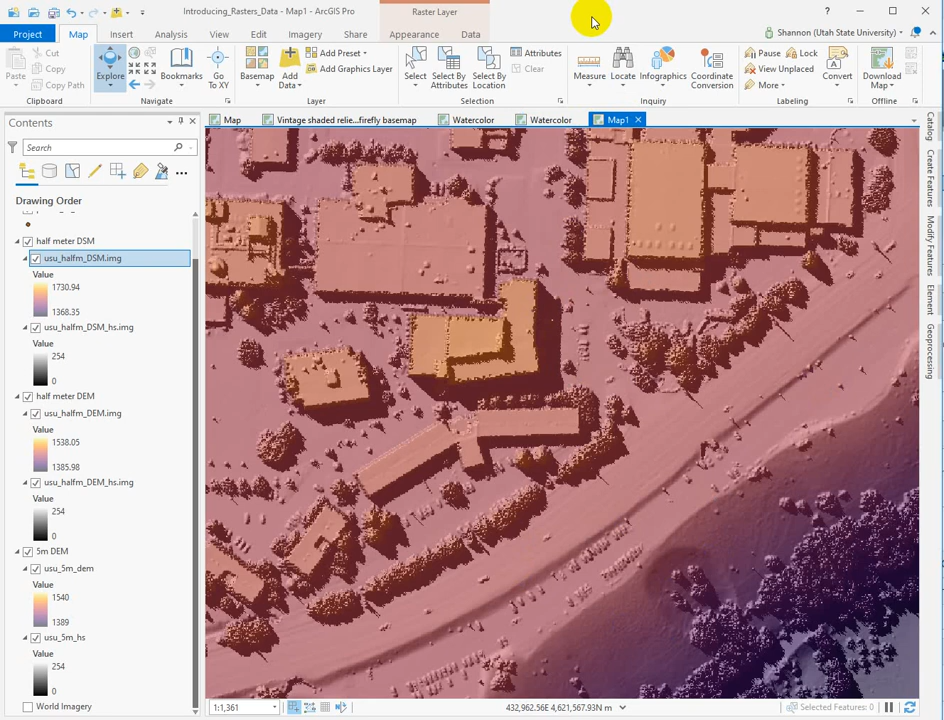 Introducing_Rasters_Data - Map1 - ArcGIS Pro
Raster Layer
?
Project Map Insert Analysis View Edit Imagery Share Appearance Data
Shannon (Utah State University)
Paste
Cut
Copy
Copy Path
Clipboard
Explore
Bookmarks
Go
To XY
Navigate
Basemap
Add
Data
Add Preset
Add Graphics Layer
Layer
Select
Select By
Attributes
Select By
Location
Attributes
Clear
Selection
Measure
Locate
Infographics
Coordinate
Conversion
Inquiry
Pause
Lock
View Unplaced
More
Convert
Labeling
Download
Map
Offline
Contents
Search
Drawing Order
half meter DSM
usu_halfm_DSM.img
Value
1730.94
1368.35
usu_halfm_DSM_hs.img
Value
254
0
half meter DEM
usu_halfm_DEM.img
Value
1538.05
1385.98
usu_halfm_DEM_hs.img
Value
254
0
5m DEM
usu_5m_dem
Value
1540
1389
usu_5m_hs
Value
254
0
World Imagery
Map
Vintage shaded relie...firefly basemap
Watercolor
Watercolor
Map1
Catalog
Create Features
Modify Features
Element
Geoprocessing
1:1,361
432,962.56E 4,621,567.93N m
Selected Features: 0